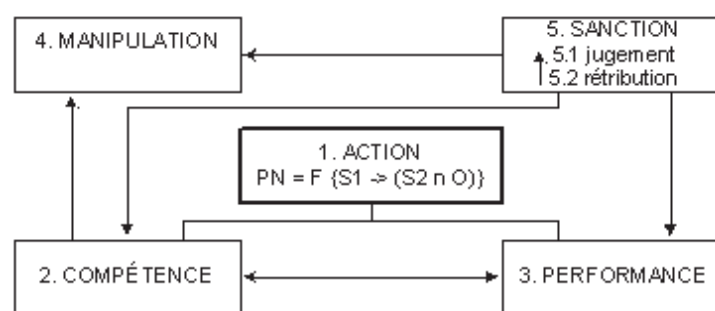 4. MANIPULATION
5. SANCTION
5.1 jugement
5.2 rétribution
1. ACTION
PN = F {S1 -> (S2 n O)}
2. COMPÉTENCE
3. PERFORMANCE